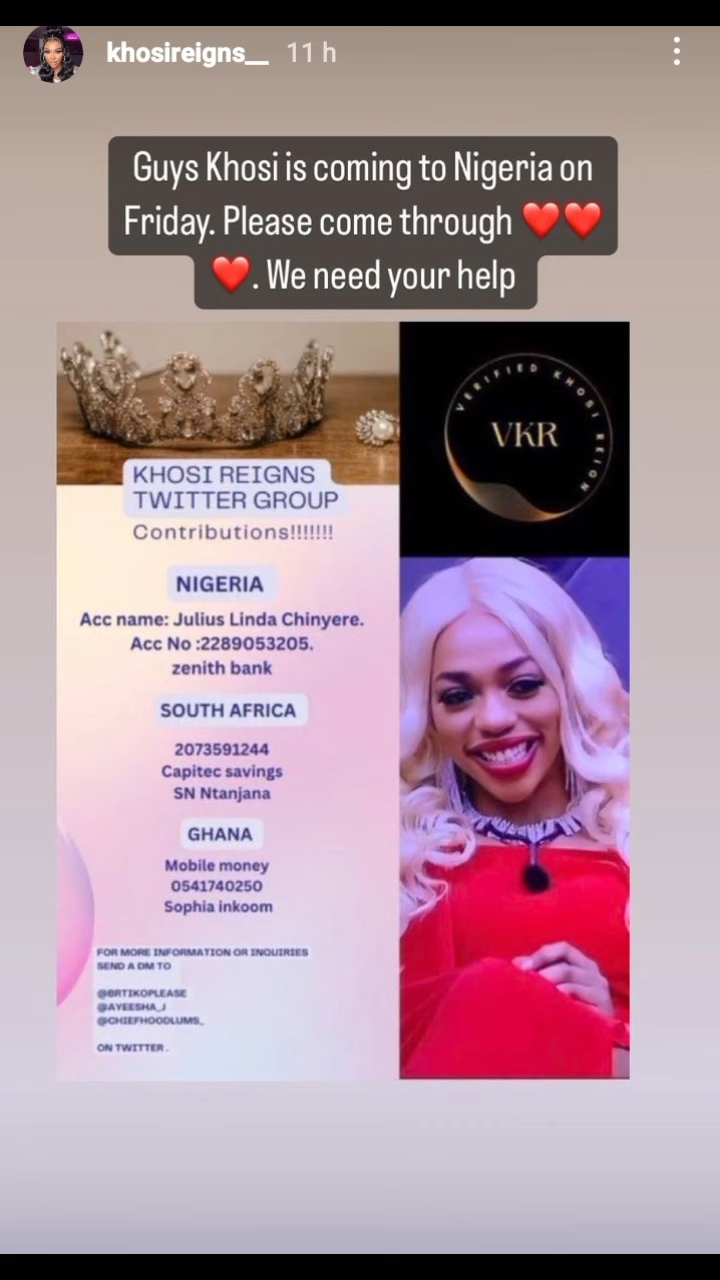 khosireigns__ 11 h
Guys Khosi is coming to Nigeria on
Friday. Please come through ❤️❤️
❤️. We need your help
KHOSI REIGNS
TWITTER GROUP
Contributions!!!!!!!
NIGERIA
Acc name: Julius Linda Chinyere.
Acc No :2289053205.
zenith bank
SOUTH AFRICA
2073591244
Capitec savings
SN Ntanjana
GHANA
Mobile money
0541740250
Sophia inkoom
FOR MORE INFORMATION OR INQUIRIES
SEND A DM TO
@BRTIKOPLEASE
@AYEESHA_J
@CHIEFHOODLUMS_
ON TWITTER.
VERIFIED KHOSI REIGN
VKR